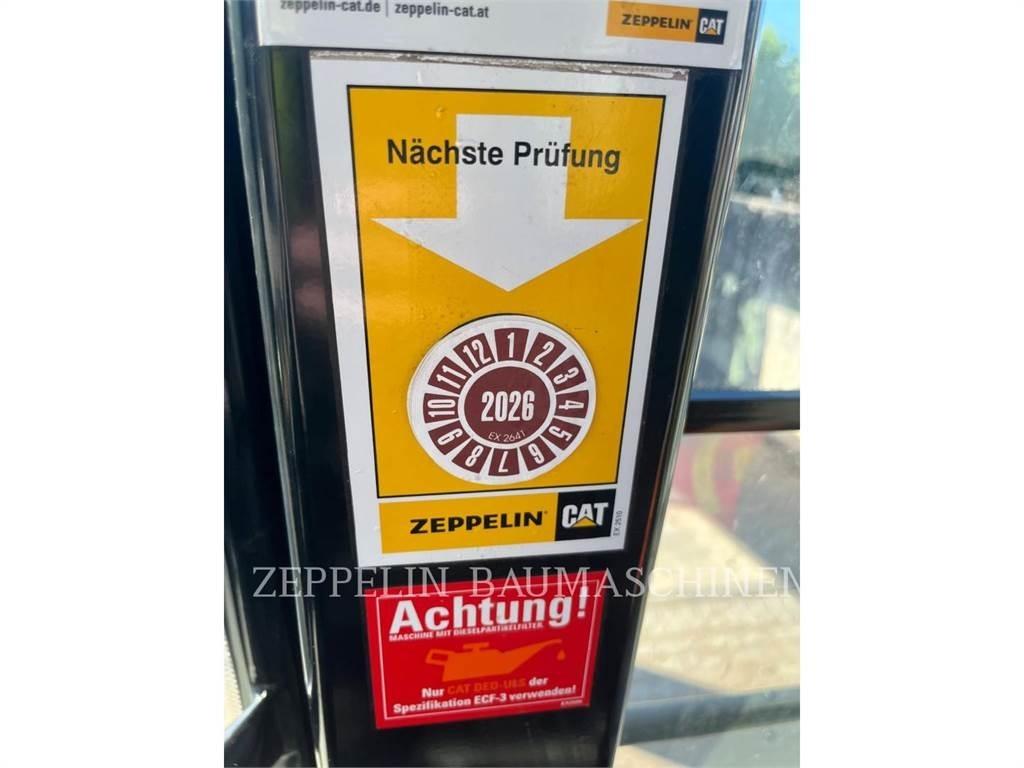 zeppelin-cat.de | zeppelin-cat.at
ZEPPELIN CAT
Nächste Prüfung
12 1 2 3 4 5 6 7 8 9 10 11
2026
EX 2641
ZEPPELIN® CAT
EX 2510
ZEPPELIN BAUMASCHINEN
Achtung!
MASCHINE MIT DIESELPARTIKELFILTER.
Nur CAT DEO-ULS der
Spezifikation ECF-3 verwenden!